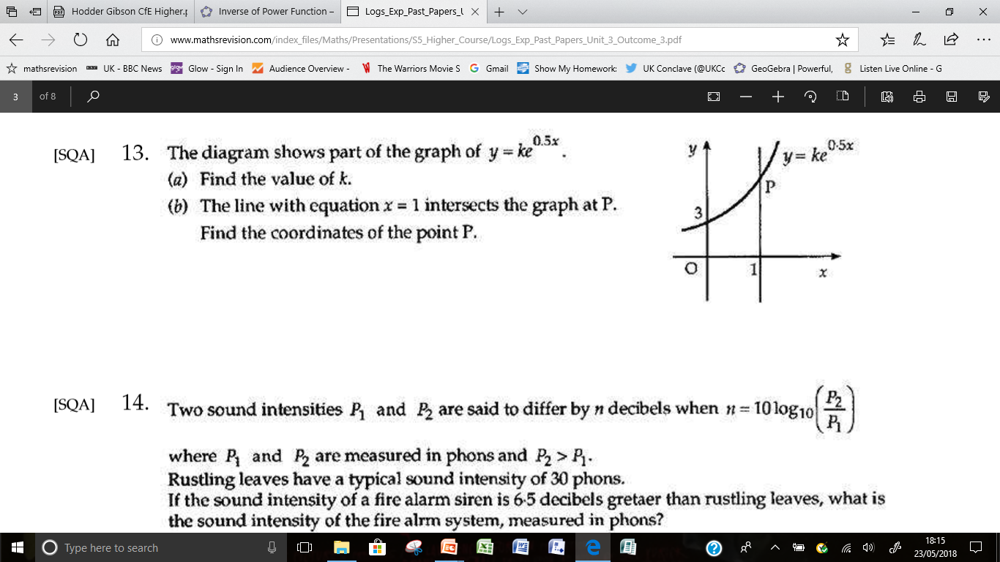 Hodder Gibson CfE Higher.p
Inverse of Power Function –
Logs_Exp_Past_Papers_U
www.mathsrevision.com/index_files/Maths/Presentations/S5_Higher_Course/Logs_Exp_Past_Papers_Unit_3_Outcome_3.pdf
mathsrevision UK - BBC News Glow - Sign In Audience Overview - The Warriors Movie S Gmail Show My Homework: UK Conclave (@UKCc GeoGebra | Powerful, Listen Live Online - G
3 of 8
[SQA] 13. The diagram shows part of the graph of y = ke^0.5x.
(a) Find the value of k.
(b) The line with equation x = 1 intersects the graph at P.
Find the coordinates of the point P.
y
y = ke^0·5x
P
3
O
1
x
[SQA] 14. Two sound intensities P₁ and P₂ are said to differ by n decibels when n = 10 log₁₀(P₂/P₁)
where P₁ and P₂ are measured in phons and P₂ > P₁.
Rustling leaves have a typical sound intensity of 30 phons.
If the sound intensity of a fire alarm siren is 6·5 decibels gretaer than rustling leaves, what is
the sound intensity of the fire alrm system, measured in phons?
Type here to search
18:15
23/05/2018